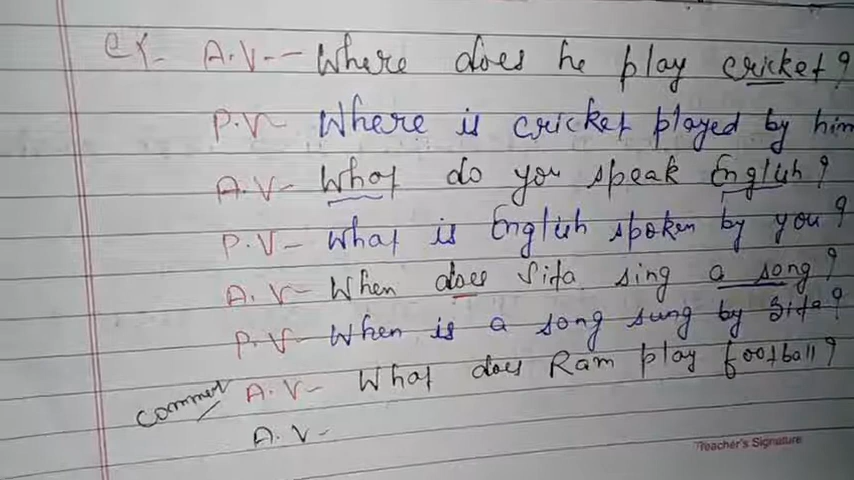 ex- A.V-- Where does he play cricket?
P.V- Where is cricket played by him
A.V- What do you speak English?
P.V- What is English spoken by you?
A.V- When does Sita sing a song?
P.V- When is a song sung by Sita?
comment A.V- What does Ram play football?
A.V-
Teacher's Signature